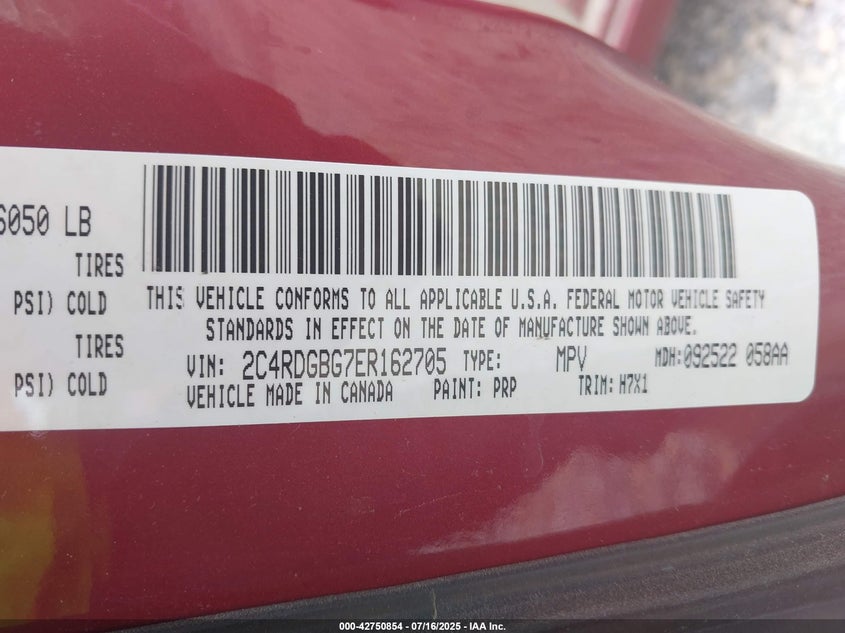 6050 LB
TIRES
PSI) COLD
TIRES
PSI) COLD
THIS VEHICLE CONFORMS TO ALL APPLICABLE U.S.A. FEDERAL MOTOR VEHICLE SAFETY
STANDARDS IN EFFECT ON THE DATE OF MANUFACTURE SHOWN ABOVE.
VIN: 2C4RDGBG7ER162705 TYPE: MPV MDH:092522 058AA
VEHICLE MADE IN CANADA PAINT: PRP TRIM: H7X1
000-42750854 | 07/16/2025 - IAA Inc.